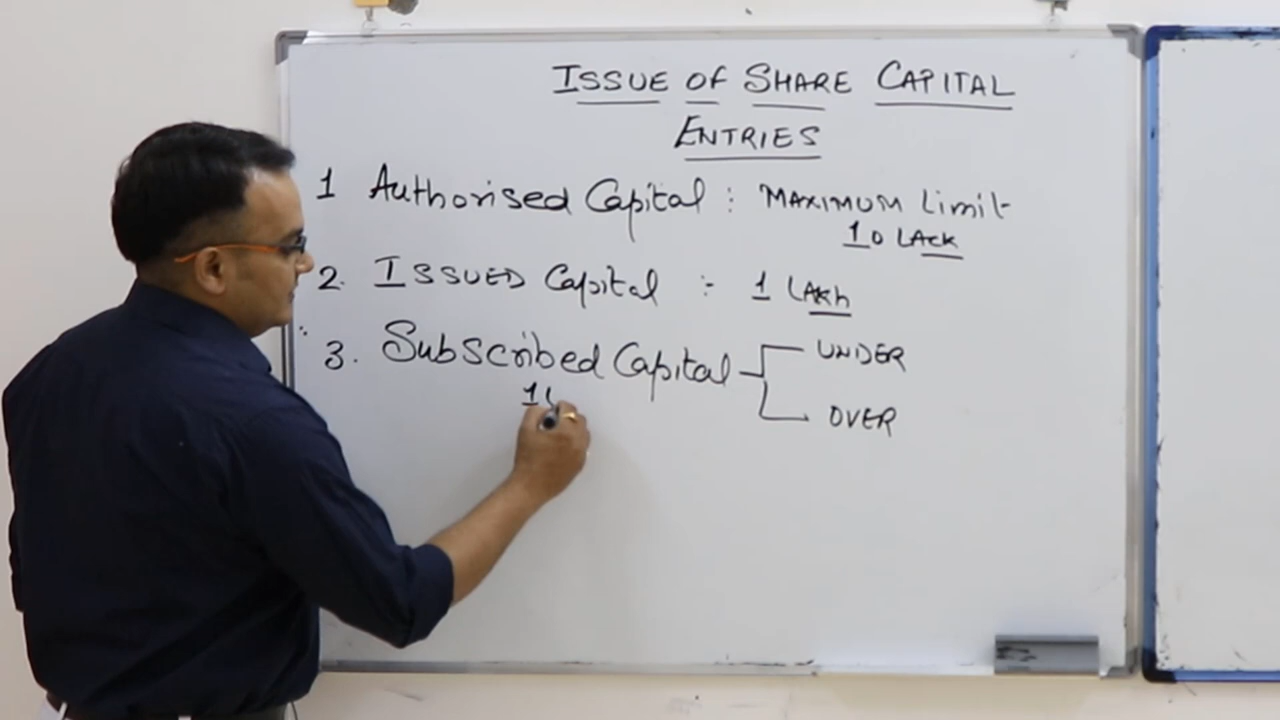 ISSUE OF SHARE CAPITAL
ENTRIES
1 Authorised Capital : MAXIMUM Limit
10 LAck
2. ISSUED Capital :- 1 LAkh
3. Subscribed Capital UNDER
1
OVER